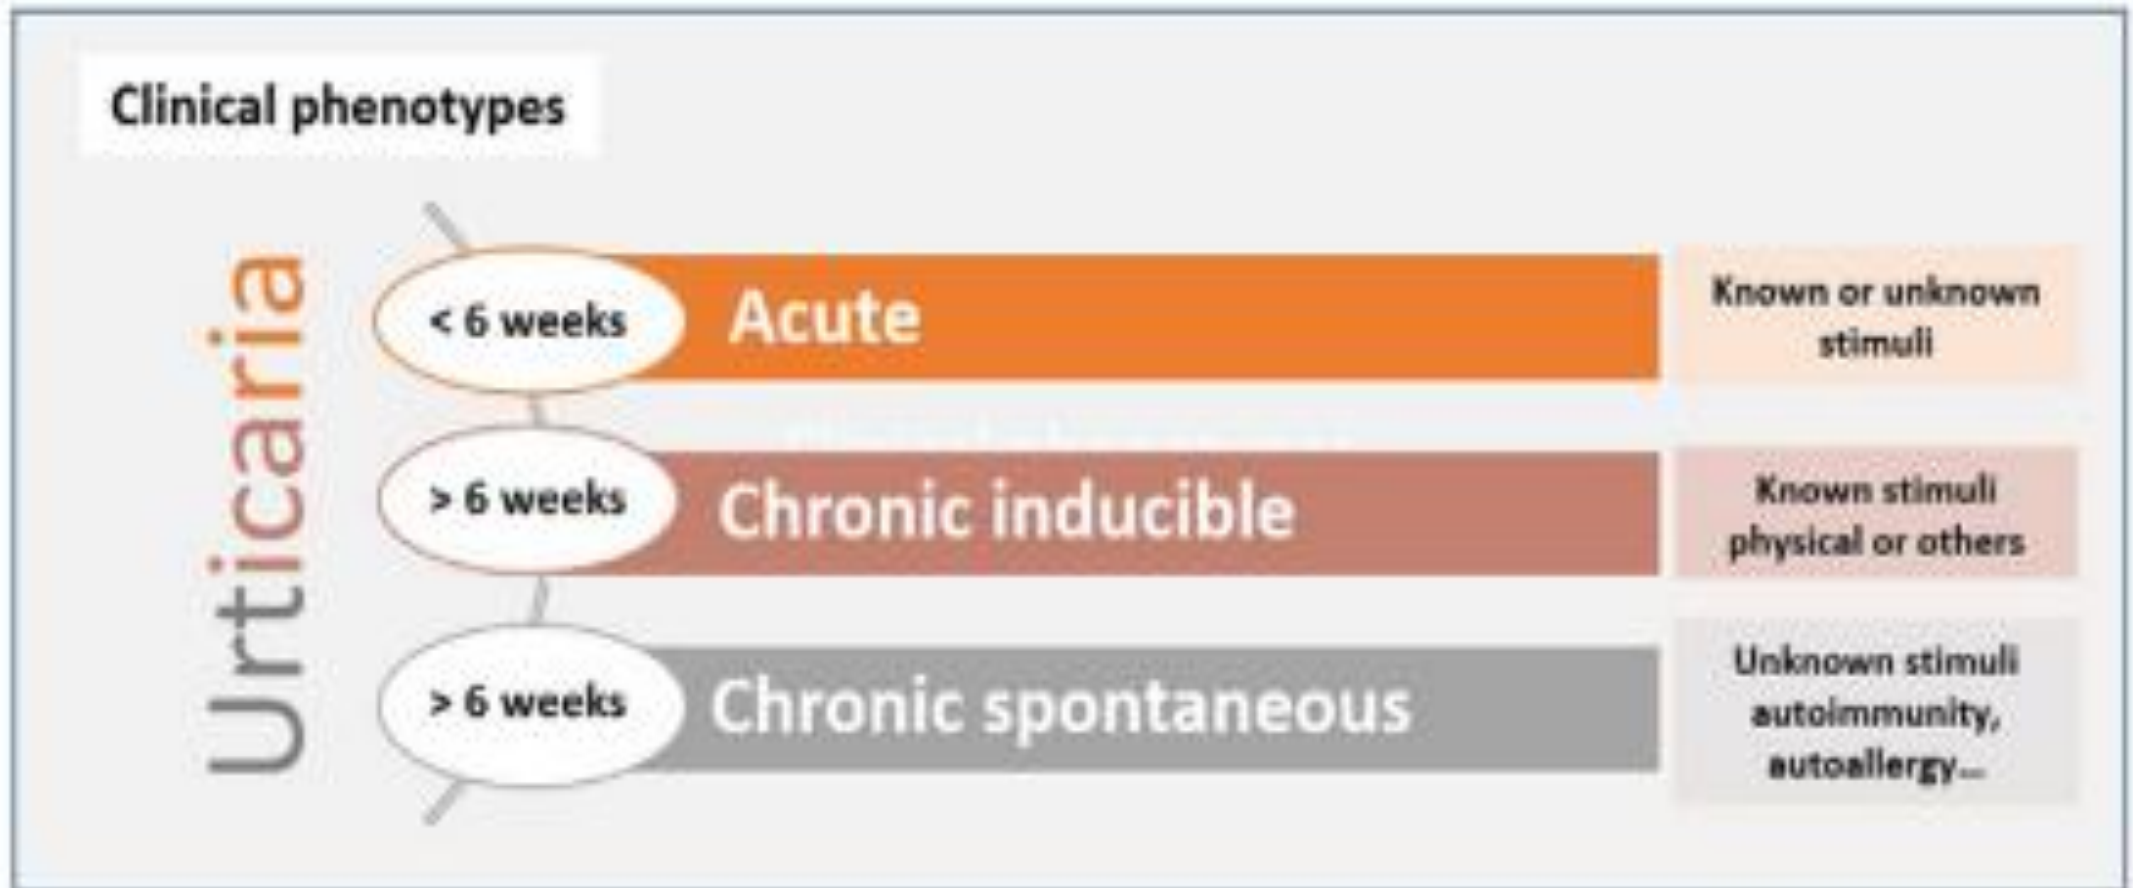 Clinical phenotypes
Urticaria
< 6 weeks
Acute
Known or unknown
stimuli
> 6 weeks
Chronic inducible
Known stimuli
physical or others
> 6 weeks
Chronic spontaneous
Unknown stimuli
autoimmunity,
autoallergy...